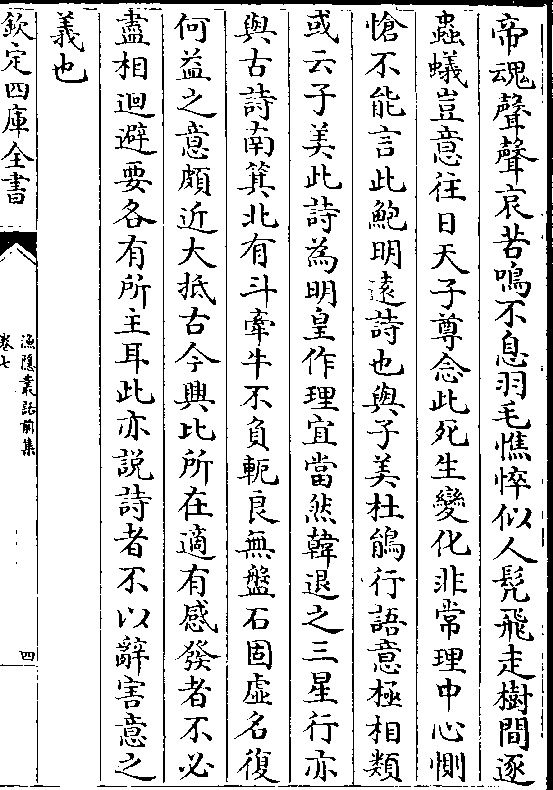 帝魂聲聲哀苦鳴不息羽毛憔悴似人髠飛走樹間逐
蟲蟻豈意往日天子尊念此死生變化非常理中心惻
愴不能言此鮑明遠詩也與子美杜鵑行語意極相類
或云子美此詩為明皇作理宜當然韓退之三星行亦
與古詩南箕北有斗牽牛不負軛良無盤石固虛名復
何益之意頗近大抵古今興比所在適有感發者不必
盡相迴避要各有所主耳此亦説詩者不以辭害意之
義也
欽定四庫全書
漁隱叢話前集
卷七
四